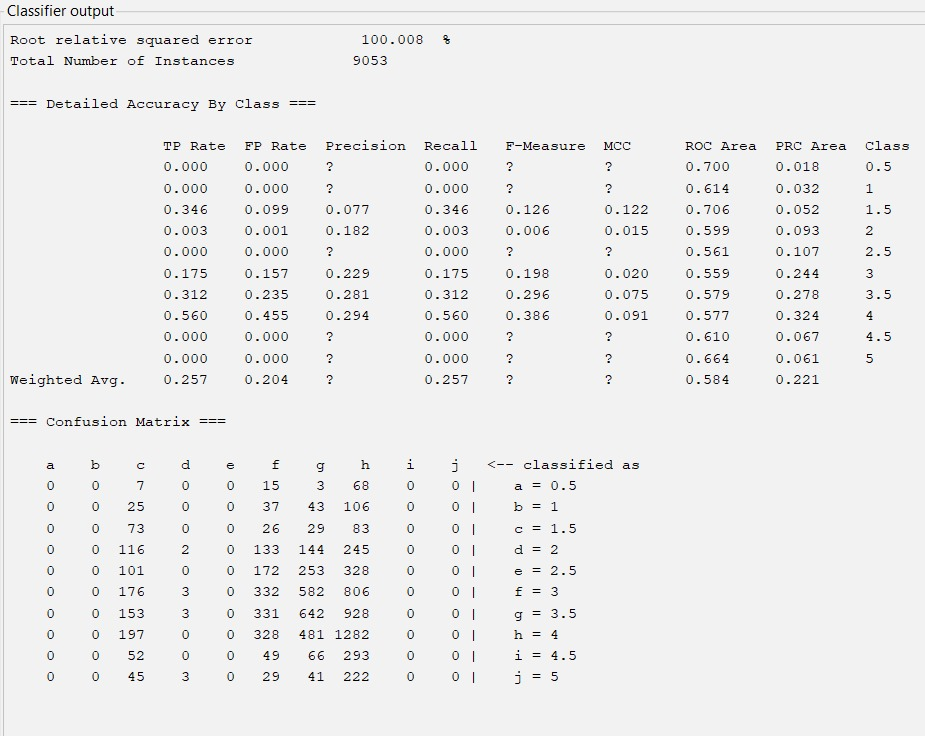 Classifier output
Root relative squared error 100.008 %
Total Number of Instances 9053
=== Detailed Accuracy By Class ===
TP Rate FP Rate Precision Recall F-Measure MCC ROC Area PRC Area Class
0.000 0.000 ? 0.000 ? ? 0.700 0.018 0.5
0.000 0.000 ? 0.000 ? ? 0.614 0.032 1
0.346 0.099 0.077 0.346 0.126 0.122 0.706 0.052 1.5
0.003 0.001 0.182 0.003 0.006 0.015 0.599 0.093 2
0.000 0.000 ? 0.000 ? ? 0.561 0.107 2.5
0.175 0.157 0.229 0.175 0.198 0.020 0.559 0.244 3
0.312 0.235 0.281 0.312 0.296 0.075 0.579 0.278 3.5
0.560 0.455 0.294 0.560 0.386 0.091 0.577 0.324 4
0.000 0.000 ? 0.000 ? ? 0.610 0.067 4.5
0.000 0.000 ? 0.000 ? ? 0.664 0.061 5
Weighted Avg. 0.257 0.204 ? 0.257 ? ? 0.584 0.221
=== Confusion Matrix ===
a b c d e f g h i j <-- classified as
0 0 7 0 0 15 3 68 0 0 | a = 0.5
0 0 25 0 0 37 43 106 0 0 | b = 1
0 0 73 0 0 26 29 83 0 0 | c = 1.5
0 0 116 2 0 133 144 245 0 0 | d = 2
0 0 101 0 0 172 253 328 0 0 | e = 2.5
0 0 176 3 0 332 582 806 0 0 | f = 3
0 0 153 3 0 331 642 928 0 0 | g = 3.5
0 0 197 0 0 328 481 1282 0 0 | h = 4
0 0 52 0 0 49 66 293 0 0 | i = 4.5
0 0 45 3 0 29 41 222 0 0 | j = 5